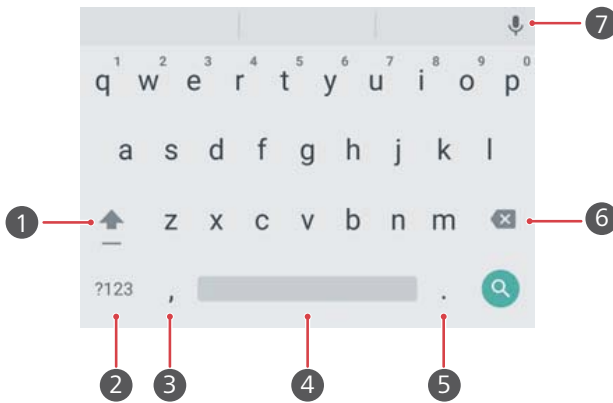 7
1 2 3 4 5 6 7 8 9 0
q w e r t y u i o p
a s d f g h j k l
1 z x c v b n m 6
?123 , .
2 3 4 5